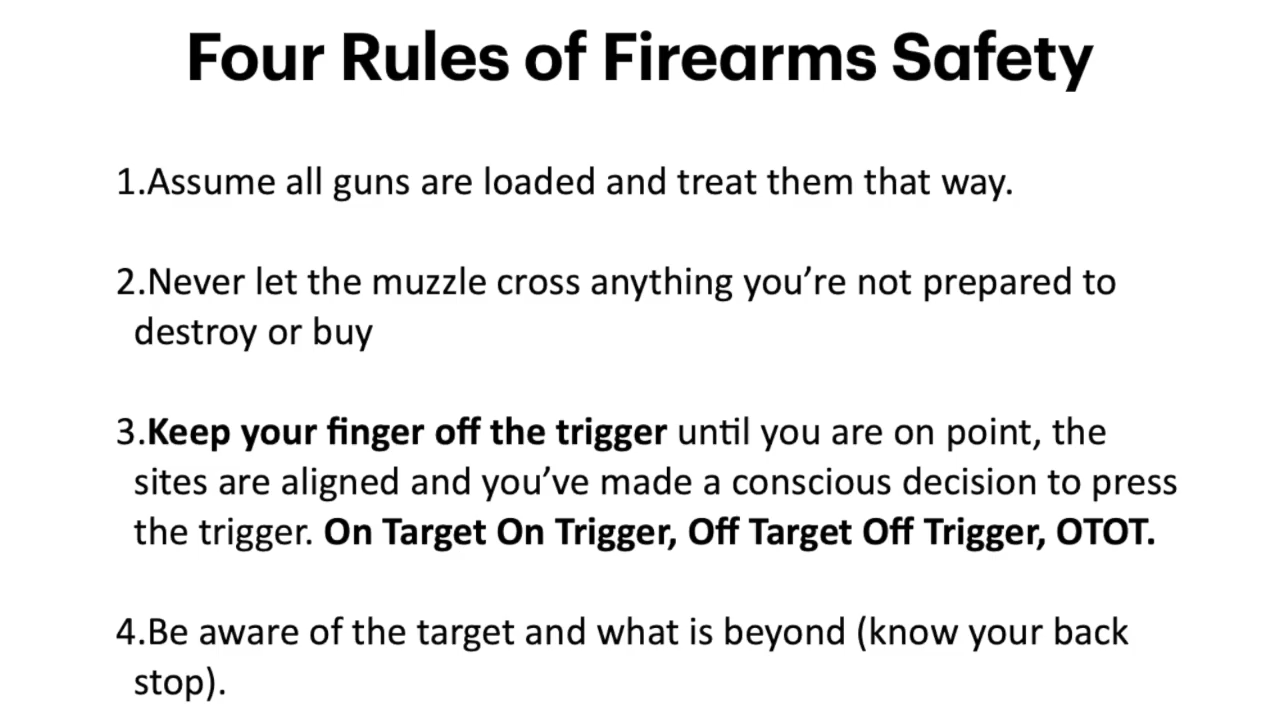 Four Rules of Firearms Safety
1.Assume all guns are loaded and treat them that way.
2.Never let the muzzle cross anything you’re not prepared to
destroy or buy
3.Keep your finger off the trigger until you are on point, the
sites are aligned and you’ve made a conscious decision to press
the trigger. On Target On Trigger, Off Target Off Trigger, OTOT.
4.Be aware of the target and what is beyond (know your back
stop).